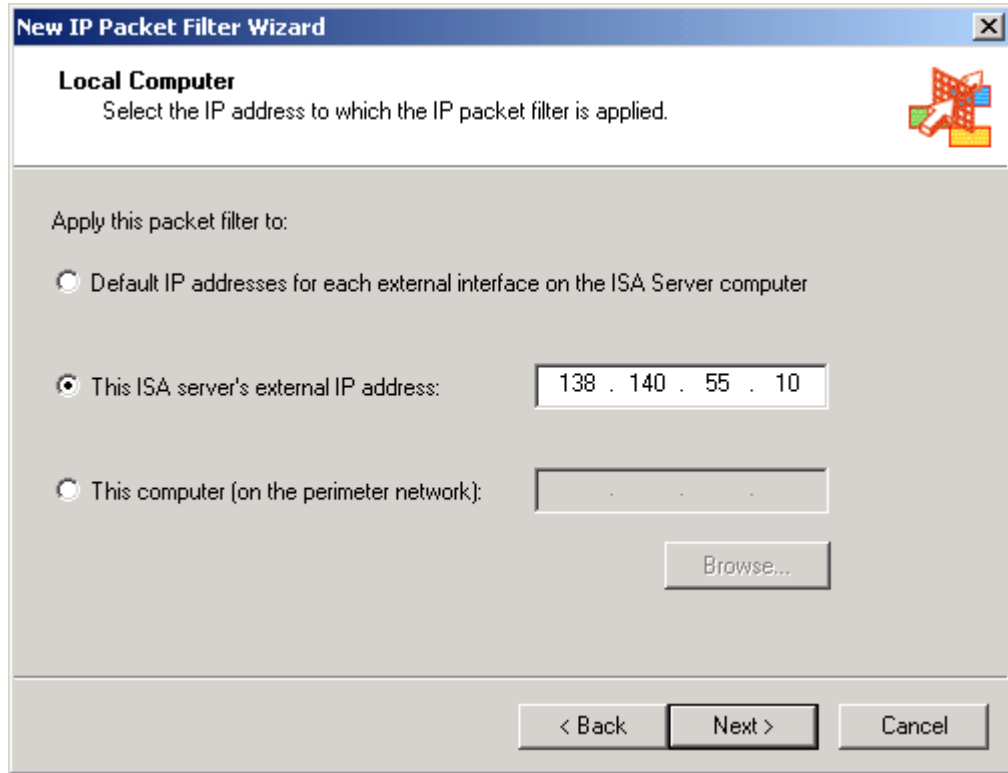 New IP Packet Filter Wizard
Local Computer
Select the IP address to which the IP packet filter is applied.
Apply this packet filter to:
Default IP addresses for each external interface on the ISA Server computer
This ISA server's external IP address: 138 . 140 . 55 . 10
This computer (on the perimeter network): . . .
Browse...
< Back Next > Cancel